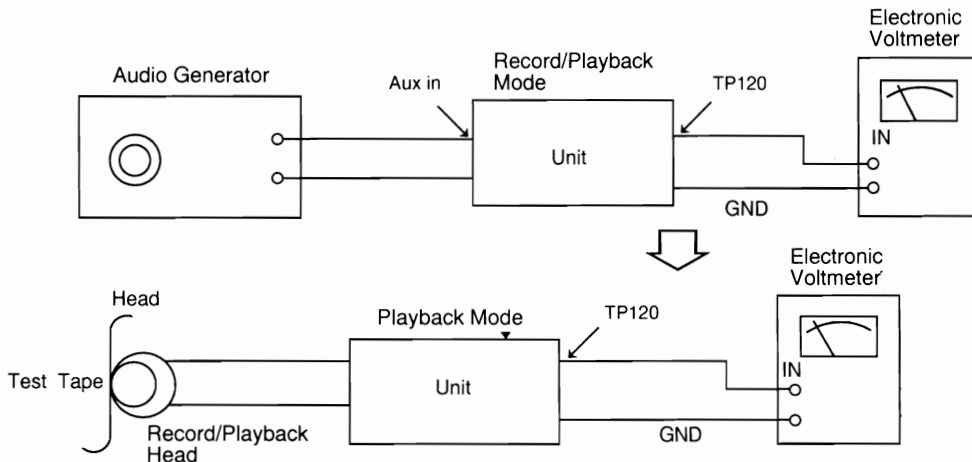 Electronic
Voltmeter
Audio Generator
Aux in
Record/Playback
Mode
TP120
IN
Unit
GND
Electronic
Voltmeter
Head
Playback Mode
TP120
Test Tape
Unit
IN
Record/Playback
Head
GND